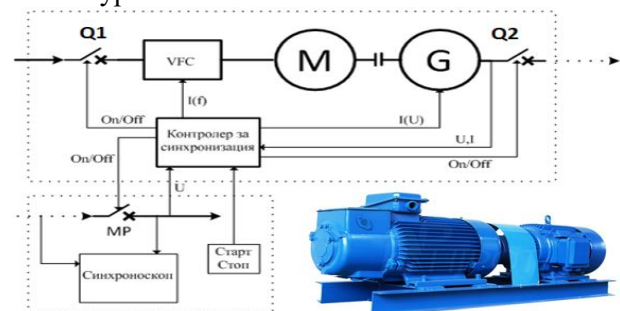 Q1
Q2
VFC
M
G
I(f)
On/Off
I(U)
Контролер за
синхронизация
U,I
On/Off
On/Off
U
MP
Старт
Стоп
Синхроноскоп